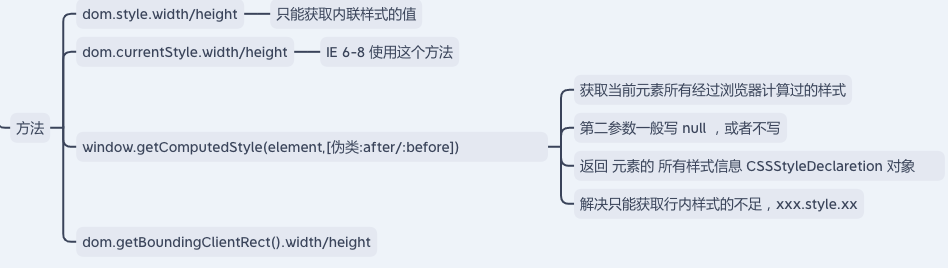 dom.style.width/height
只能获取内联样式的值
dom.currentStyle.width/height
IE 6-8 使用这个方法
方法
window.getComputedStyle(element,[伪类:after/:before])
获取当前元素所有经过浏览器计算过的样式
第二参数一般写 null ，或者不写
返回 元素的 所有样式信息 CSSStyleDeclaretion 对象
解决只能获取行内样式的不足，xxx.style.xx
dom.getBoundingClientRect().width/height